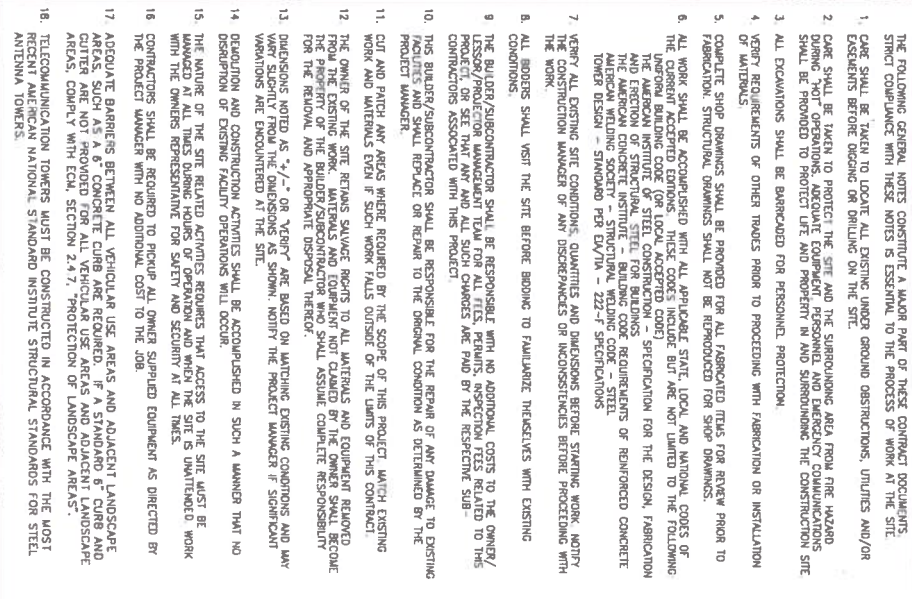 THE FOLLOWING GENERAL NOTES CONSTITUTE A MAJOR PART OF THESE CONTRACT DOCUMENTS.
STRICT COMPLIANCE WITH THESE NOTES IS ESSENTIAL TO THE PROCESS OF WORK AT THE SITE.
1. CARE SHALL BE TAKEN TO LOCATE ALL EXISTING UNDER GROUND OBSTRUCTIONS, UTILITIES AND/OR
EASEMENTS BEFORE DIGGING OR DRILLING ON THE SITE.
2. CARE SHALL BE TAKEN TO PROTECT THE SITE AND THE SURROUNDING AREA FROM FIRE HAZARD
DURING "HOT" OPERATIONS. ADEQUATE EQUIPMENT, PERSONNEL AND EMERGENCY COMMUNICATIONS
SHALL BE PROVIDED TO PROTECT LIFE AND PROPERTY IN AND SURROUNDING THE CONSTRUCTION SITE.
3. ALL EXCAVATIONS SHALL BE BARRICADED FOR PERSONNEL PROTECTION.
4. VERIFY REQUIREMENTS OF OTHER TRADES PRIOR TO PROCEEDING WITH FABRICATION OR INSTALLATION
OF MATERIALS.
5. COMPLETE SHOP DRAWINGS SHALL BE PROVIDED FOR ALL FABRICATED ITEMS FOR REVIEW PRIOR TO
FABRICATION. STRUCTURAL DRAWINGS SHALL NOT BE REPRODUCED FOR SHOP DRAWINGS.
6. ALL WORK SHALL BE ACCOMPLISHED WITH ALL APPLICABLE STATE, LOCAL AND NATIONAL CODES OF
THE CURRENT ACCEPTED EDITIONS. THESE CODES INCLUDE BUT ARE NOT LIMITED TO THE FOLLOWING
UNIFORM BUILDING CODE (OR LOCAL ACCEPTED CODE)
THE AMERICAN INSTITUTE OF STEEL CONSTRUCTION - SPECIFICATION FOR THE DESIGN, FABRICATION
AND ERECTION OF STRUCTURAL STEEL FOR BUILDINGS
THE AMERICAN CONCRETE INSTITUTE - BUILDING CODE REQUIREMENTS OF REINFORCED CONCRETE
AMERICAN WELDING SOCIETY - STRUCTURAL WELDING CODE - STEEL
TOWER DESIGN - STANDARD PER EIA/TIA - 222-F SPECIFICATIONS
7. VERIFY ALL EXISTING SITE CONDITIONS, QUANTITIES AND DIMENSIONS BEFORE STARTING WORK. NOTIFY
THE CONSTRUCTION MANAGER OF ANY DISCREPANCIES OR INCONSISTENCIES BEFORE PROCEEDING WITH
THE WORK.
8. ALL BIDDERS SHALL VISIT THE SITE BEFORE BIDDING TO FAMILIARIZE THEMSELVES WITH EXISTING
CONDITIONS.
9. THE BUILDER/SUBCONTRACTOR SHALL BE RESPONSIBLE WITH NO ADDITIONAL COSTS TO THE OWNER/
LESSOR/PROJECTOR MANAGEMENT TEAM FOR ALL FEES, PERMITS, INSPECTION FEES RELATED TO THIS
PROJECT, OR SEE THAT ANY AND ALL SUCH CHARGES ARE PAID BY THE RESPECTIVE SUB-
CONTRACTORS ASSOCIATED WITH THIS PROJECT.
10. THIS BUILDER/SUBCONTRACTOR SHALL BE RESPONSIBLE FOR THE REPAIR OF ANY DAMAGE TO EXISTING
FACILITIES AND SHALL REPLACE OR REPAIR TO THE ORIGINAL CONDITION AS DETERMINED BY THE
PROJECT MANAGER.
11. CUT AND PATCH ANY AREAS WHERE REQUIRED BY THE SCOPE OF THIS PROJECT. MATCH EXISTING
WORK AND MATERIALS EVEN IF SUCH WORK FALLS OUTSIDE OF THE LIMITS OF THIS CONTRACT.
12 THE OWNER OF THE SITE RETAINS SALVAGE RIGHTS TO ALL MATERIALS AND EQUIPMENT REMOVED
FROM THE EXISTING WORK. MATERIALS AND EQUIPMENT NOT CLAIMED BY THE OWNER SHALL BECOME
THE PROPERTY OF THE BUILDER/SUBCONTRACTOR WHO SHALL ASSUME COMPLETE RESPONSIBILITY
FOR THE REMOVAL AND APPROPRIATE DISPOSAL THEREOF.
13. DIMENSIONS NOTED AS "+/-" OR "VERIFY" ARE BASED ON MATCHING EXISTING CONDITIONS AND MAY
VARY SLIGHTLY FROM THE DIMENSIONS AS SHOWN. NOTIFY THE PROJECT MANAGER IF SIGNIFICANT
VARIATIONS ARE ENCOUNTERED AT THE SITE.
14 DEMOLITION AND CONSTRUCTION ACTIVITIES SHALL BE ACCOMPLISHED IN SUCH A MANNER THAT NO
DISRUPTION OF EXISTING FACILITY OPERATIONS WILL OCCUR.
15. THE NATURE OF THE SITE RELATED ACTIVITIES REQUIRES THAT ACCESS TO THE SITE MUST BE
MANAGED AT ALL TIMES DURING HOURS OF OPERATION AND WHEN THE SITE IS UNATTENDED. WORK
WITH THE OWNERS REPRESENTATIVE FOR SAFETY AND SECURITY AT ALL TIMES.
16 CONTRACTORS SHALL BE REQUIRED TO PICKUP ALL OWNER SUPPLIED EQUIPMENT AS DIRECTED BY
THE PROJECT MANAGER WITH NO ADDITIONAL COST TO THE JOB.
17. ADEQUATE BARRIERS BETWEEN ALL VEHICULAR USE AREAS AND ADJACENT LANDSCAPE
AREAS, SUCH AS A 6" CONCRETE CURB ARE REQUIRED. IF A STANDARD 6" CURB AND
GUTTER ARE NOT PROVIDED FOR ALL VEHICULAR USE AREAS AND ADJACENT LANDSCAPE
AREAS, COMPLY WITH ECM, SECTION 2.4.7, "PROTECTION OF LANDSCAPE AREAS".
18. TELECOMMUNICATION TOWERS MUST BE CONSTRUCTED IN ACCORDANCE WITH THE MOST
RECENT AMERICAN NATIONAL STANDARD INSTITUTE STRUCTURAL STANDARDS FOR STEEL
ANTENNA TOWERS.